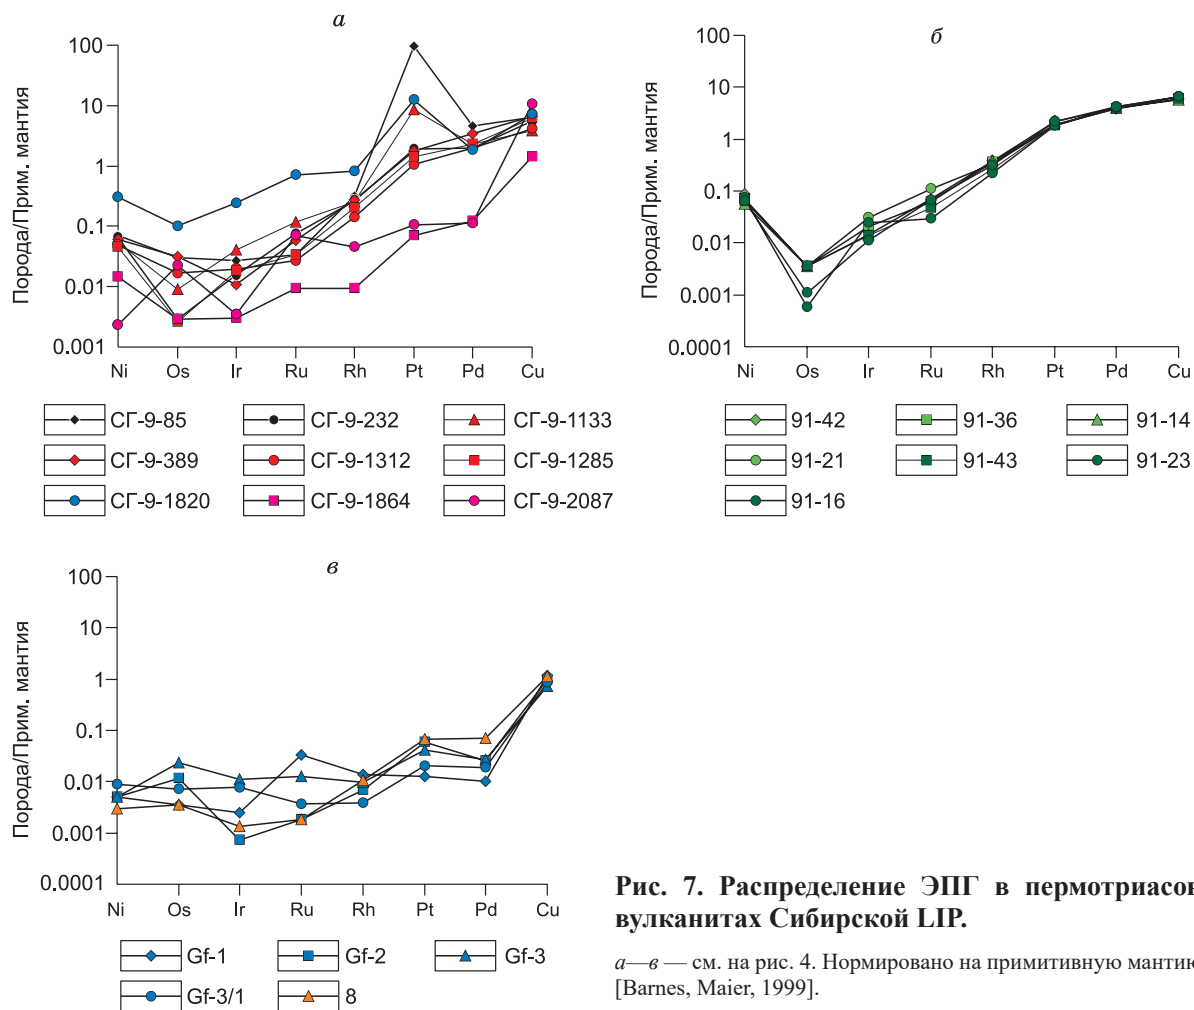 а
100
10
1
0.1
0.01
0.001
Порода/Прим. мантия
Ni Os Ir Ru Rh Pt Pd Cu
СГ-9-85 СГ-9-232 СГ-9-1133
СГ-9-389 СГ-9-1312 СГ-9-1285
СГ-9-1820 СГ-9-1864 СГ-9-2087
б
100
10
1
0.1
0.01
0.001
0.0001
Порода/Прим. мантия
Ni Os Ir Ru Rh Pt Pd Cu
91-42 91-36 91-14
91-21 91-43 91-23
91-16
в
100
10
1
0.1
0.01
0.001
0.0001
Порода/Прим. мантия
Ni Os Ir Ru Rh Pt Pd Cu
Gf-1 Gf-2 Gf-3
Gf-3/1 8
Рис. 7. Распределение ЭПГ в пермотриасов
вулканитах Сибирской LIP.
а—в — см. на рис. 4. Нормировано на примитивную мантию
[Barnes, Maier, 1999].